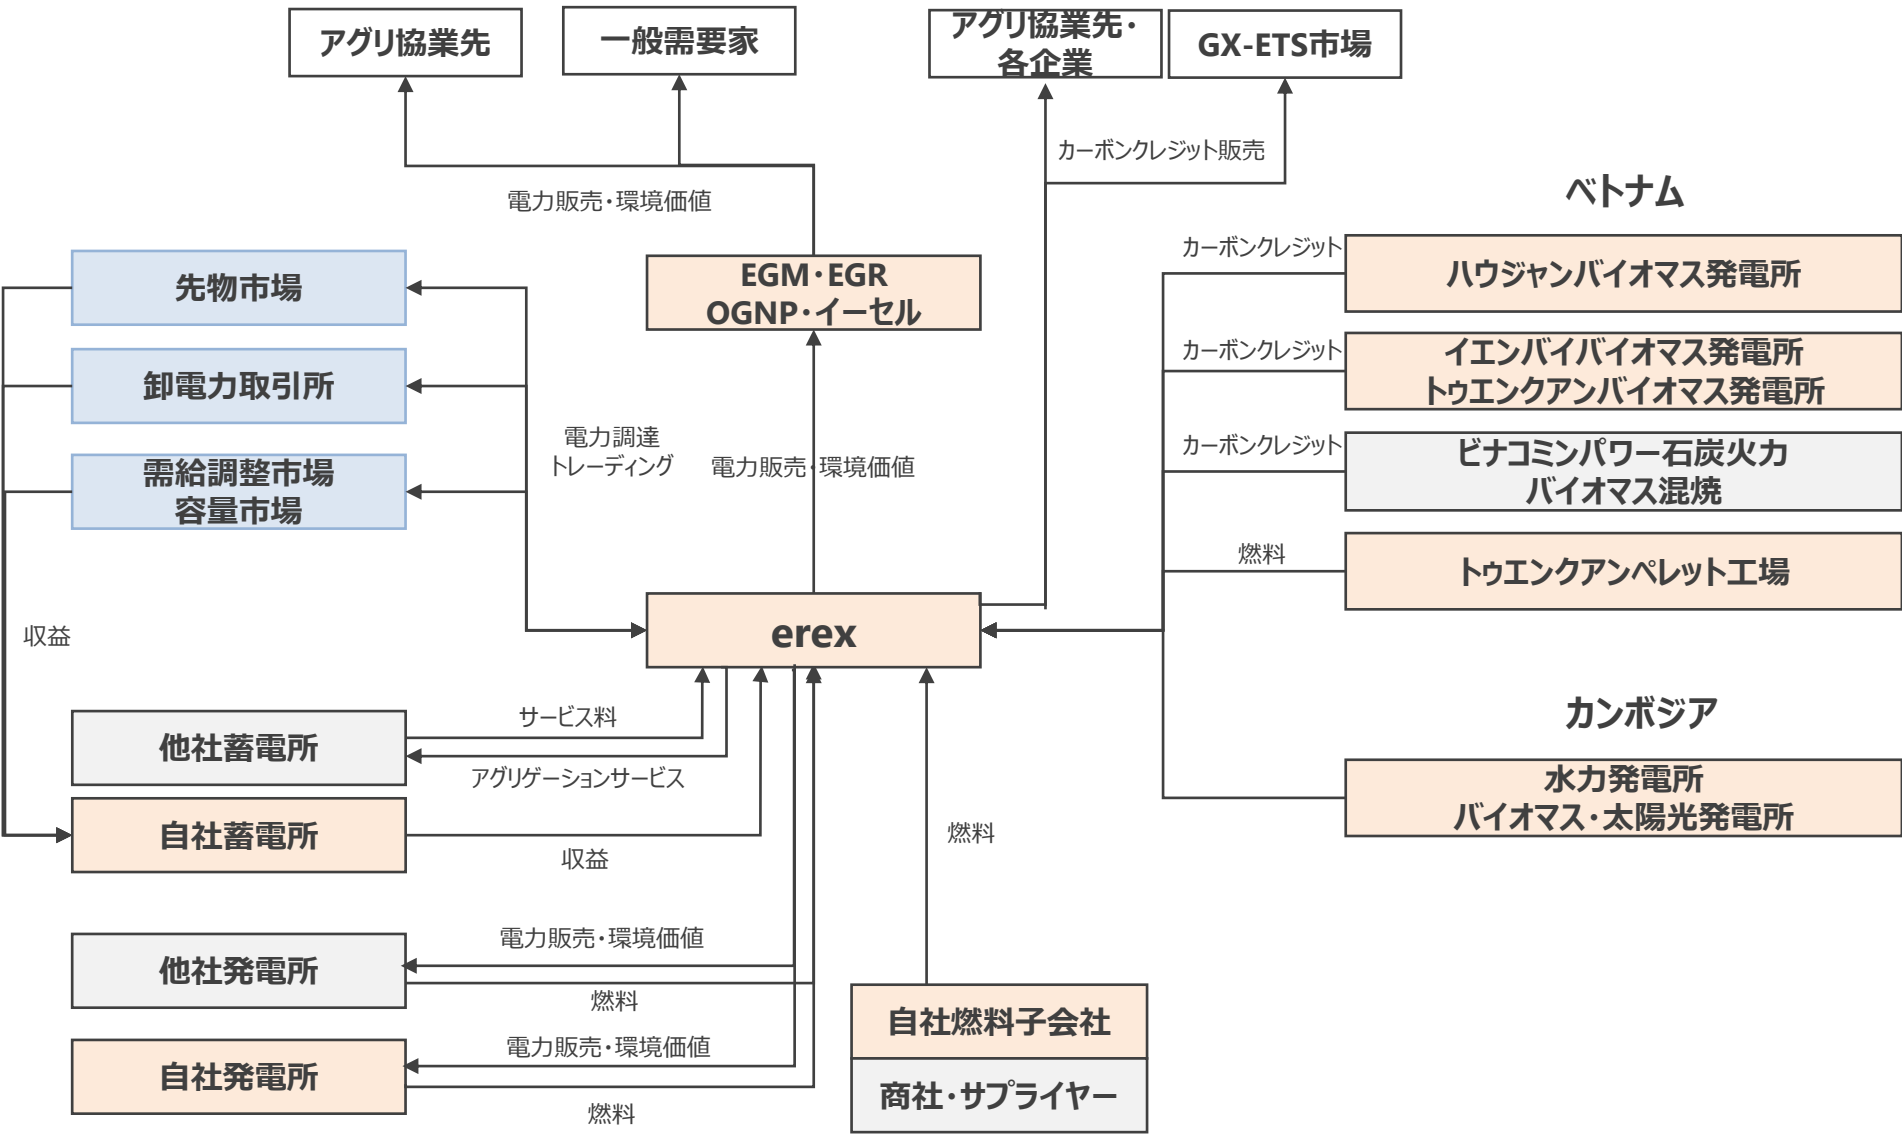 アグリ協業先
一般需要家
アグリ協業先・
各企業
GX-ETS市場
カーボンクレジット販売
電力販売・環境価値
ベトナム
先物市場
卸電力取引所
需給調整市場
容量市場
EGM・EGR
OGNP・イーセル
カーボンクレジット
ハウジャンバイオマス発電所
カーボンクレジット
イエンバイバイオマス発電所
トゥエンクアンバイオマス発電所
カーボンクレジット
ビナコミンパワー石炭火力
バイオマス混焼
電力調達
トレーディング
電力販売・環境価値
燃料
トゥエンクアンペレット工場
収益
erex
カンボジア
他社蓄電所
サービス料
アグリゲーションサービス
水力発電所
バイオマス・太陽光発電所
自社蓄電所
収益
燃料
他社発電所
電力販売・環境価値
燃料
自社発電所
電力販売・環境価値
燃料
自社燃料子会社
商社・サプライヤー